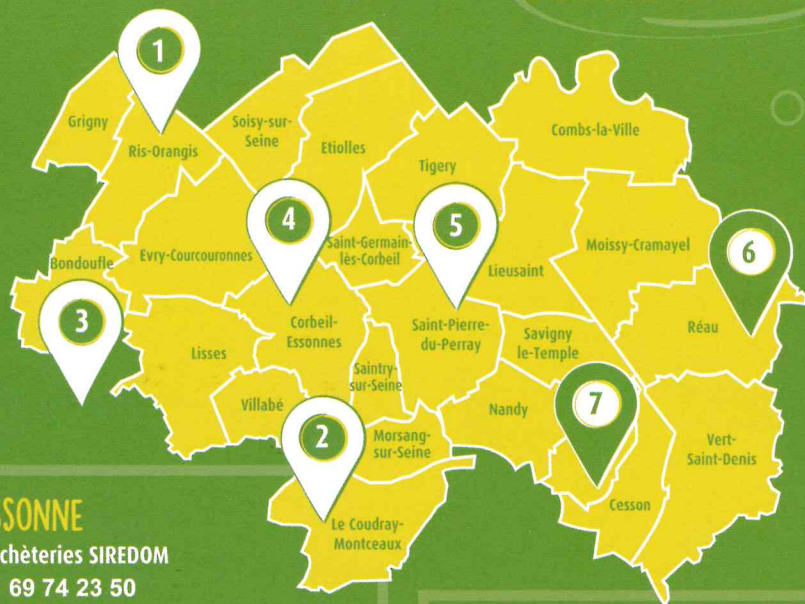 1
Grigny
Ris-Orangis
Soisy-sur-
Seine
Etiolles
Tigery
Combs-la-Ville
4
5
6
Bondoufle
Evry-Courcouronnes
Saint-Germain-
lès-Corbeil
Lieusaint
Moissy-Cramayel
3
Lisses
Corbeil-
Essonnes
Saint-Pierre-
du-Perray
Savigny
le-Temple
Réau
Saintry-
sur-Seine
Villabé
2
Morsang-
sur-Seine
Nandy
7
Vert-
Saint-Denis
Cesson
Le Coudray-
Montceaux
SSONNE
chèteries SIREDOM
69 74 23 50